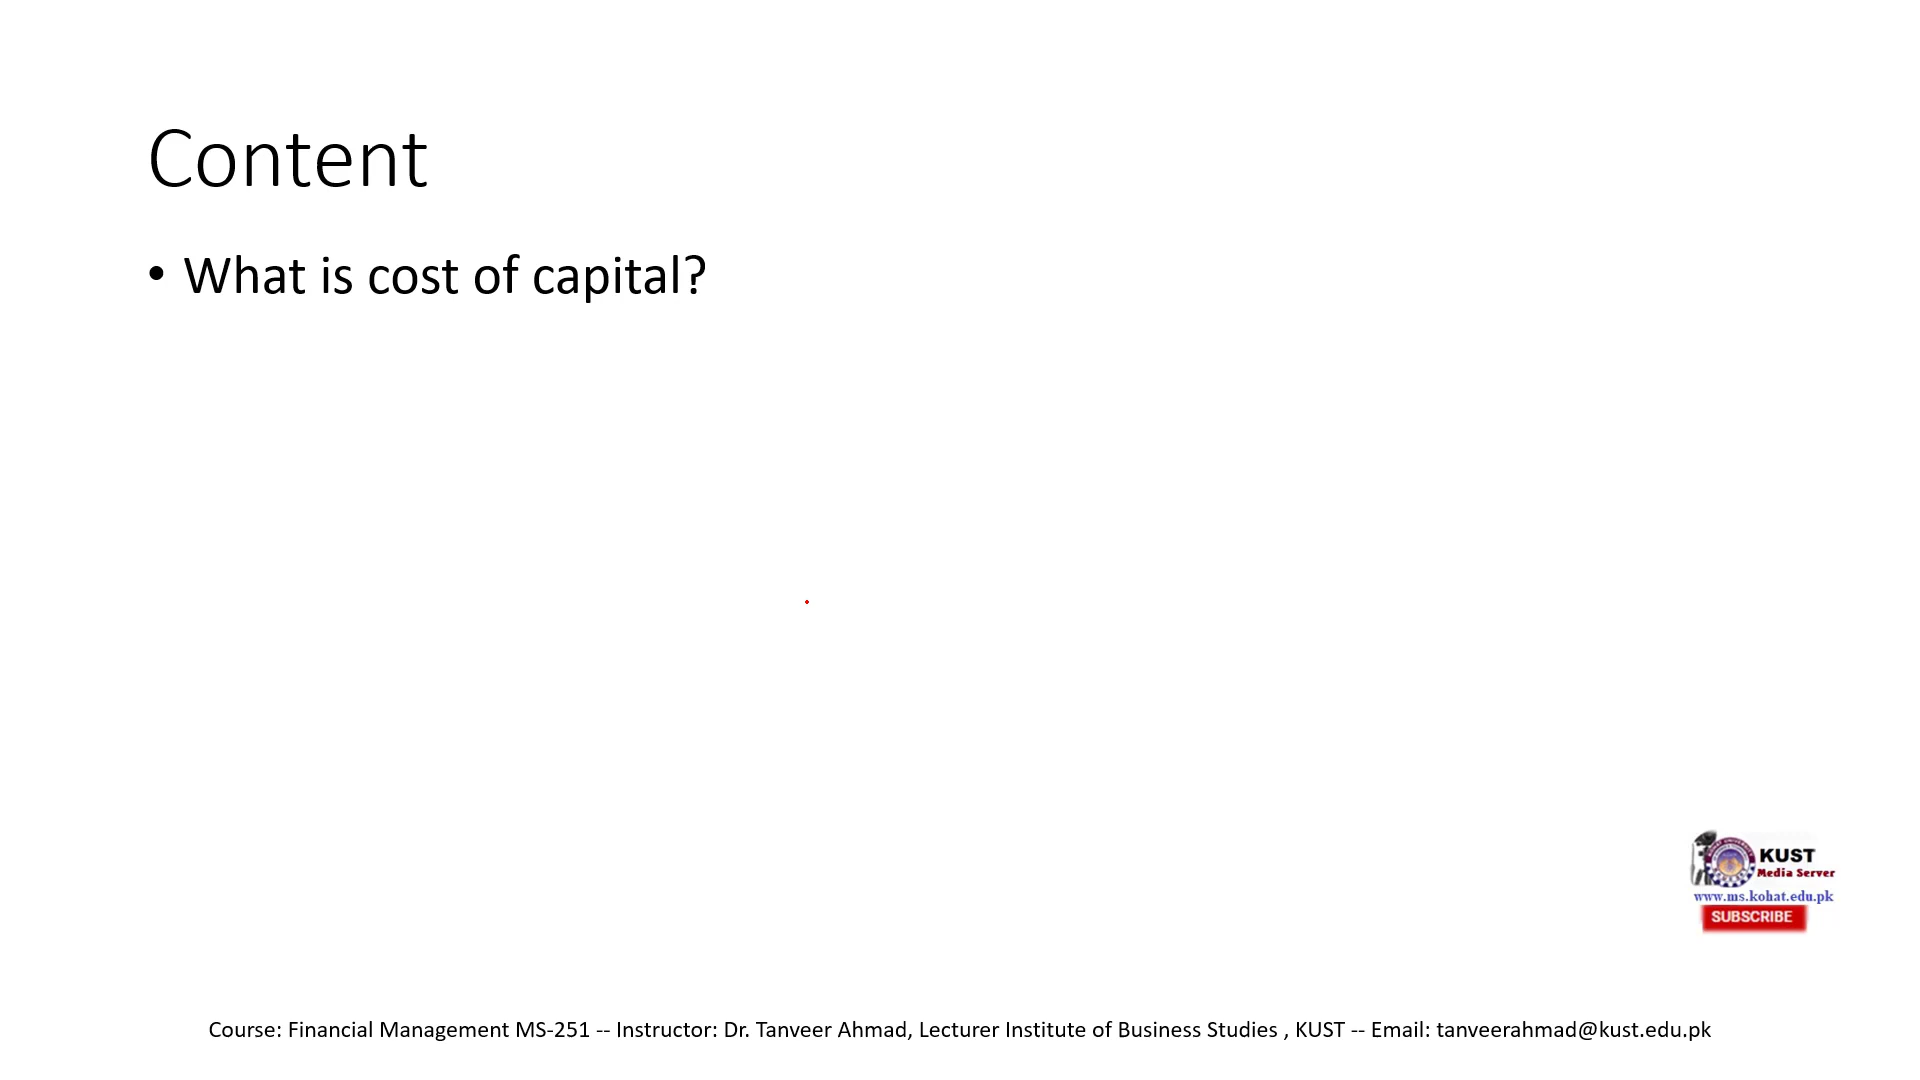 Content
• What is cost of capital?
KUST
Media Server
www.ms.kohat.edu.pk
SUBSCRIBE
Course: Financial Management MS-251 -- Instructor: Dr. Tanveer Ahmad, Lecturer Institute of Business Studies , KUST -- Email: tanveerahmad@kust.edu.pk